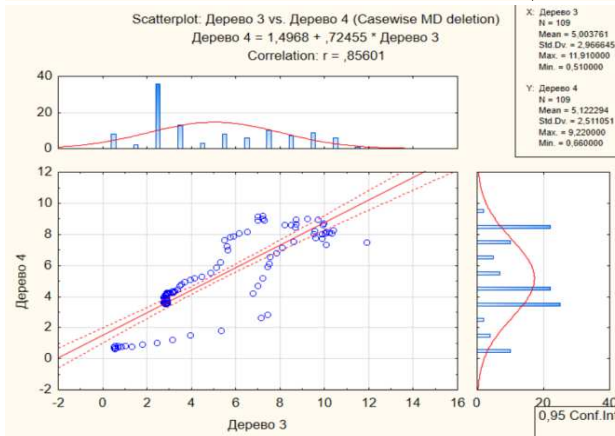 Scatterplot: Дерево 3 vs. Дерево 4 (Casewise MD deletion)
Дерево 4 = 1,4968 + ,72455 * Дерево 3
Correlation: r = ,85601
X: Дерево 3
N = 109
Mean = 5,003761
Std.Dv. = 2,966645
Max. = 11,910000
Min. = 0,510000
Y: Дерево 4
N = 109
Mean = 5,122294
Std.Dv. = 2,511051
Max. = 9,220000
Min. = 0,660000
40
20
0
12
10
8
6
4
2
0
-2
Дерево 4
-2 0 2 4 6 8 10 12 14 16
Дерево 3
0 20 40
0,95 Conf.Int